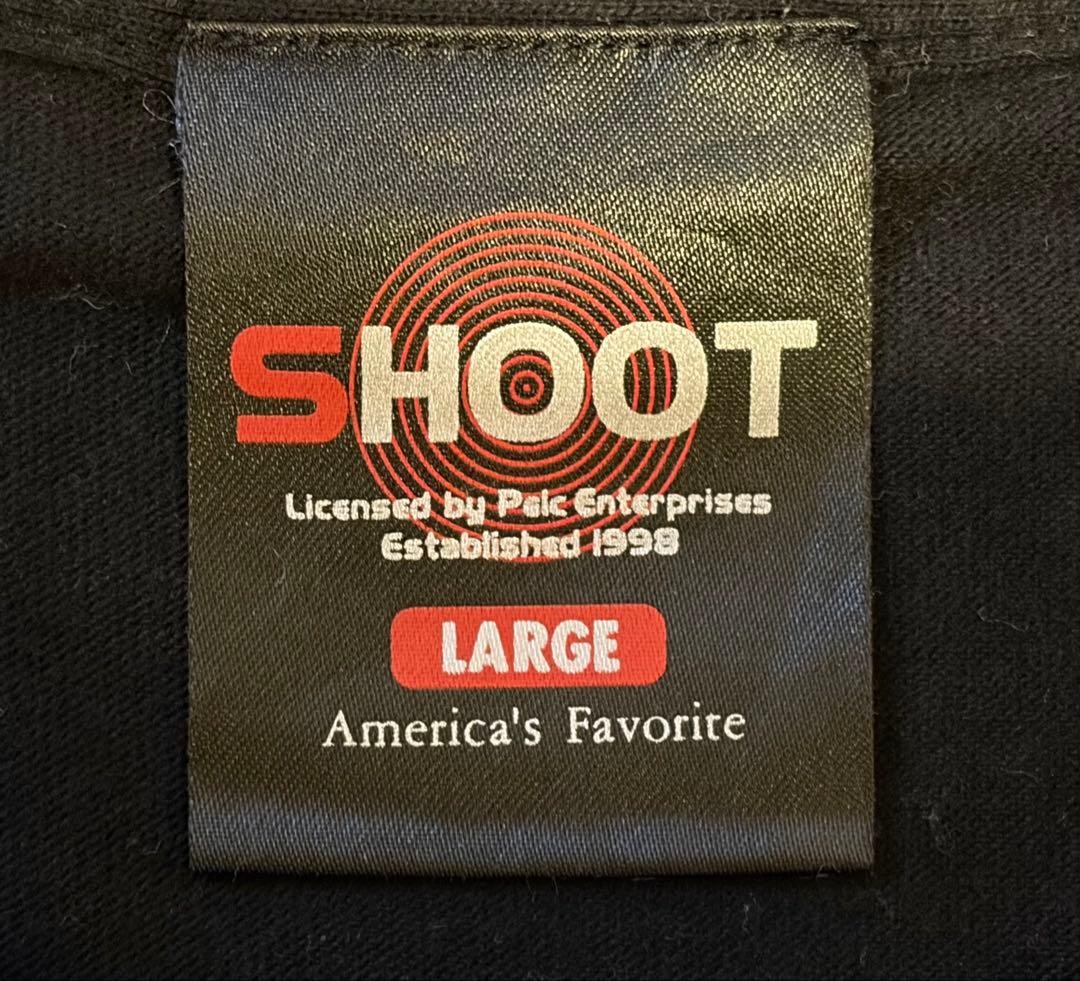 SHOOT
Licensed by Pelc Enterprises
Established 1998
LARGE
America's Favorite